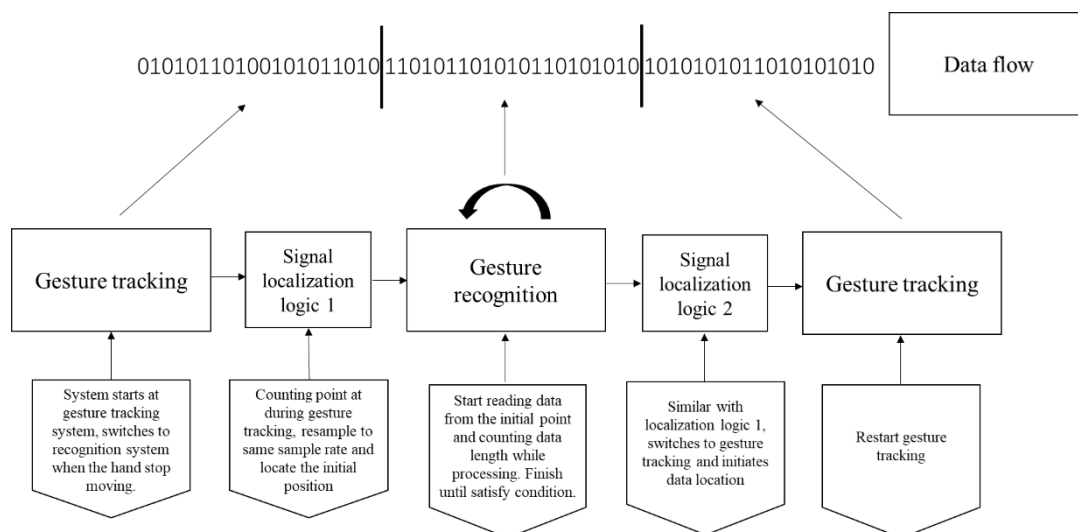 01010110100101011010
110101101010110101010
1010101011010101010
Data flow
Gesture tracking
Signal
localization
logic 1
Gesture
recognition
Signal
localization
logic 2
Gesture tracking
System starts at
gesture tracking
system, switches to
recognition system
when the hand stop
moving.
Counting point at
during gesture
tracking, resample to
same sample rate and
locate the initial
position
Start reading data
from the initial point
and counting data
length while
processing. Finish
until satisfy condition.
Similar with
localization logic 1,
switches to gesture
tracking and initiates
data location
Restart gesture
tracking